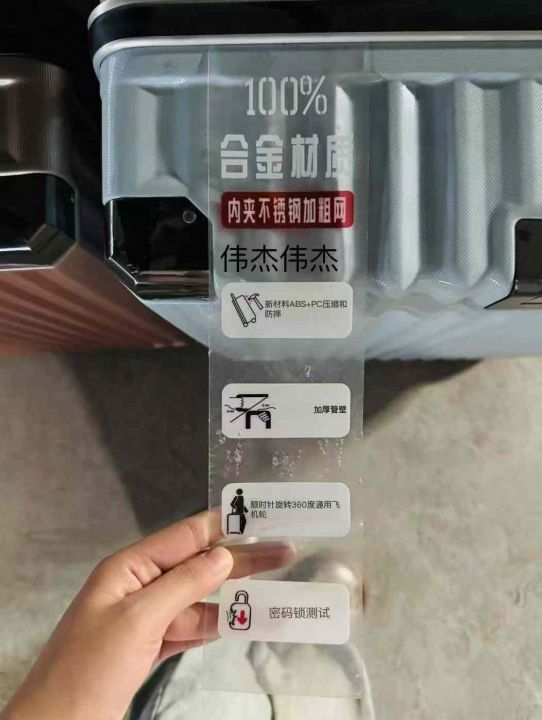 100%
合金材质
内夹不锈钢加粗网
伟杰伟杰
新材料ABS+PC压缩和
防摔
加厚管壁
顺时针旋转360度通用飞
机轮
密码锁测试